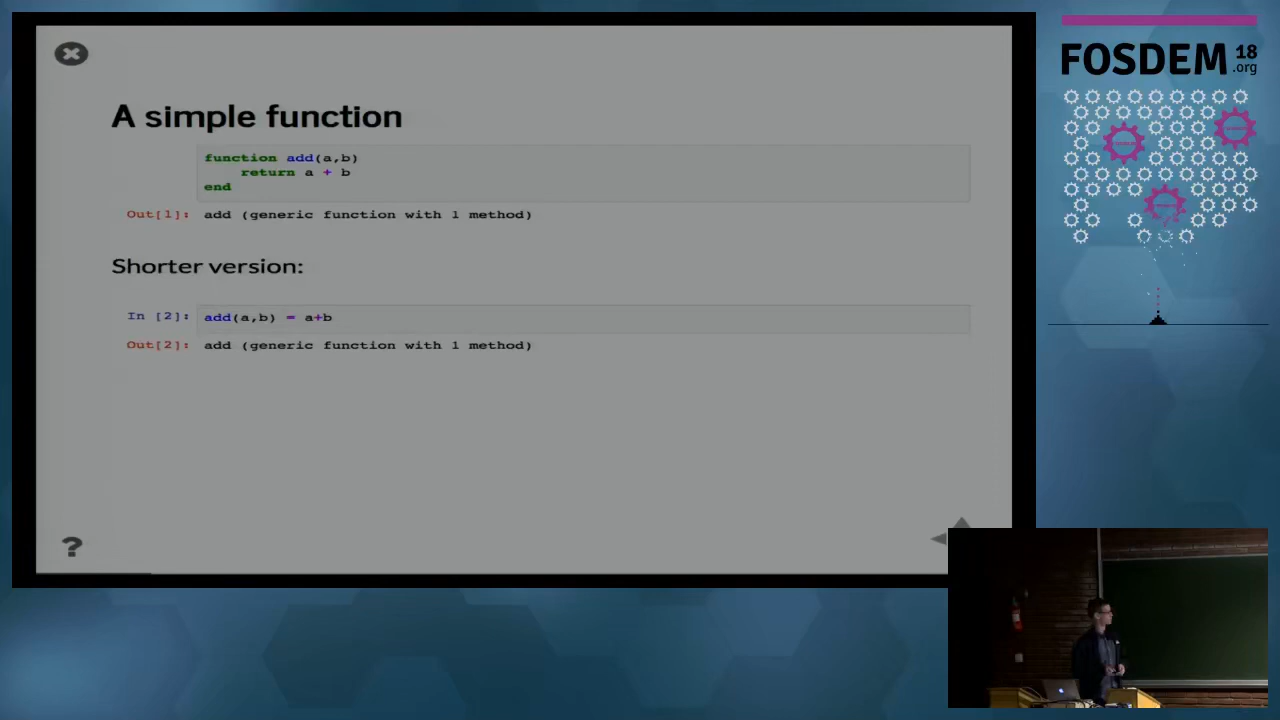 A simple function
function add(a,b)
return a + b
end
Out[1]: add (generic function with 1 method)
Shorter version:
In [2]: add(a,b) = a+b
Out[2]: add (generic function with 1 method)
?
FOSDEM 18
.org